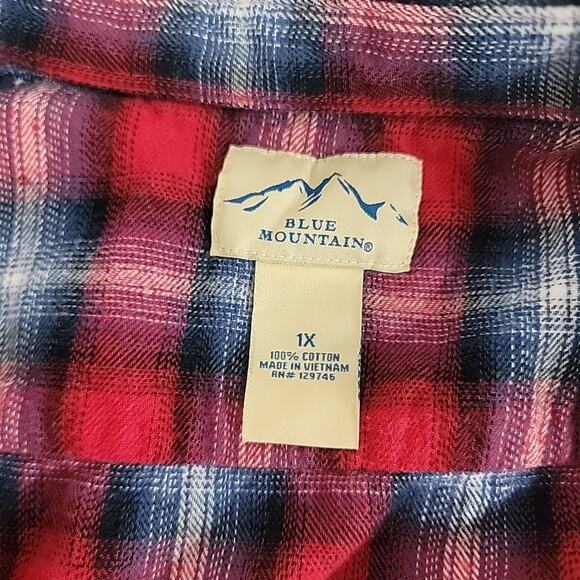 BLUE
MOUNTAIN®
1X
100% COTTON
MADE IN VIETNAM
RN# 129746